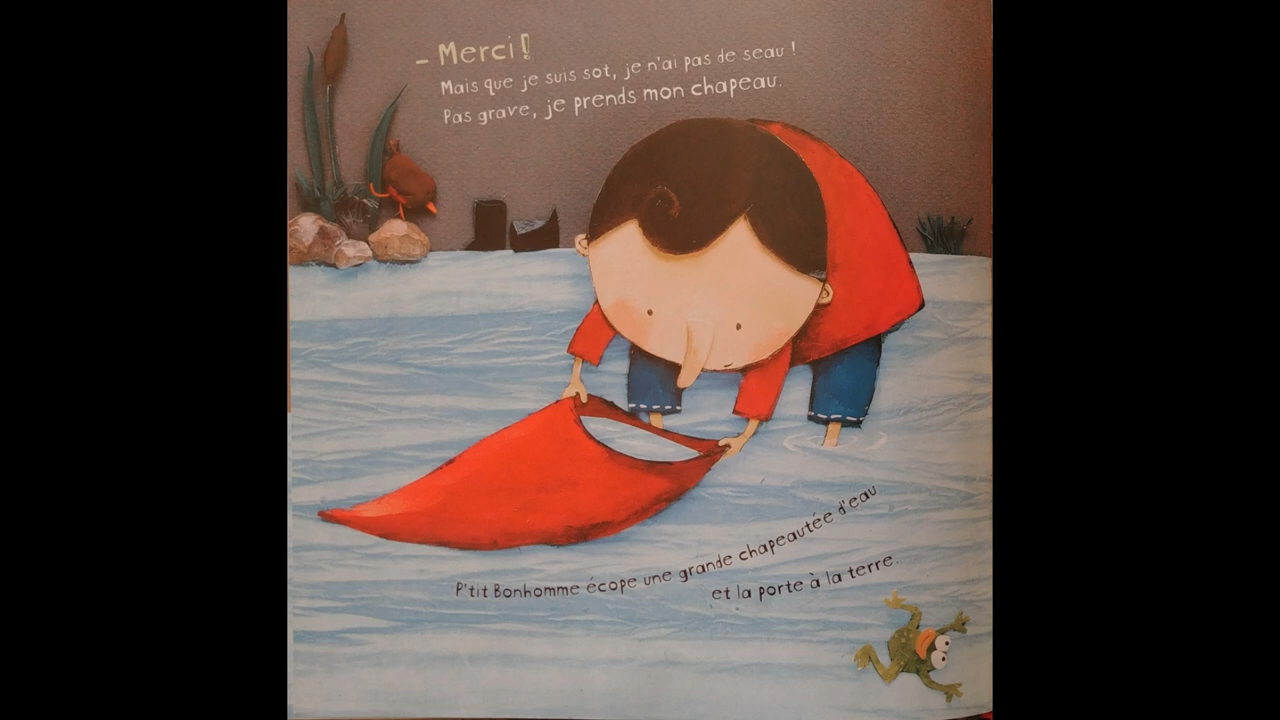 – Merci !
Mais que je suis sot, je n'ai pas de seau !
Pas grave, je prends mon chapeau.
P'tit Bonhomme écope une grande chapeautée d'eau
et la porte à la terre.